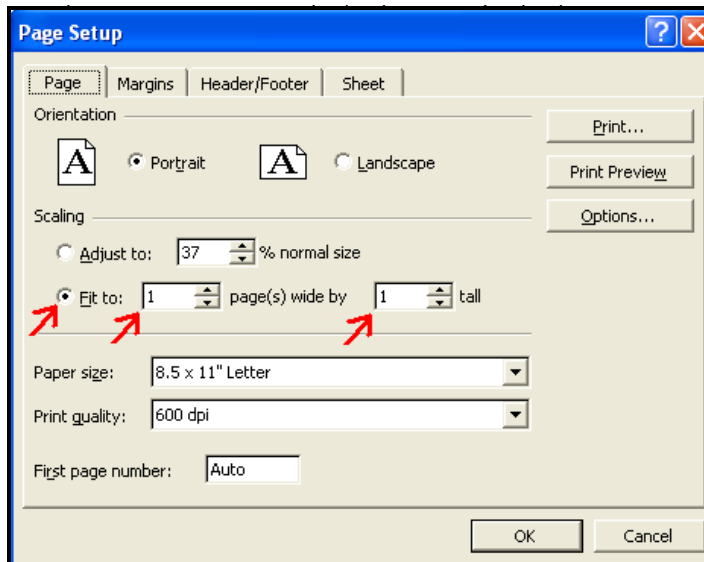 Page Setup
Page Margins Header/Footer Sheet
Orientation
Print...
A Portrait A Landscape
Print Preview
Scaling
Options...
Adjust to: 37 % normal size
Fit to: 1 page(s) wide by 1 tall
Paper size: 8.5 x 11" Letter
Print quality: 600 dpi
First page number: Auto
OK Cancel